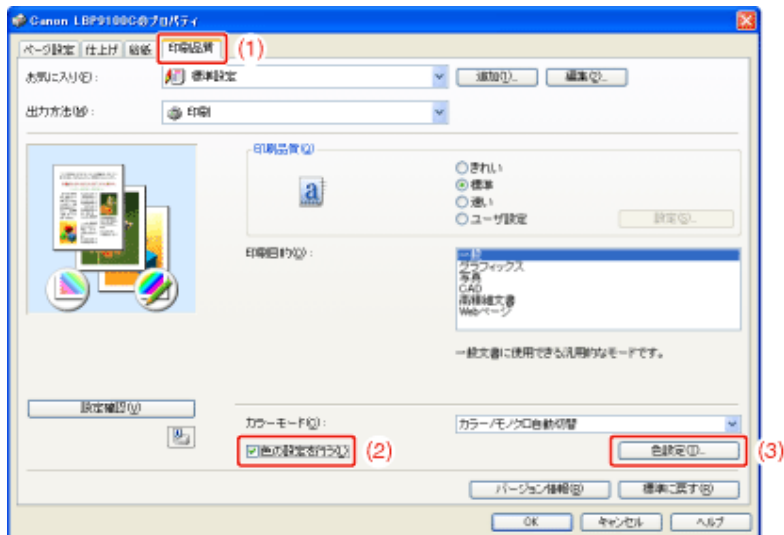 Canon LBP9100Cのプロパティ
ページ設定 仕上げ 給紙 印刷品質 (1)
お気に入り(F): 標準設定 追加(1)... 編集(2)...
出力方法(M): 印刷
印刷品質(Q)
きれい
標準
速い
ユーザ設定 設定(S)...
印刷目的(O):
一般
グラフィックス
写真
CAD
高精細文書
Webページ
一般文書に使用できる汎用的なモードです。
設定確認(V)
カラーモード(C): カラー/モノクロ自動切替
色の設定を行う(L) (2) 色設定(T)... (3)
バージョン情報(B) 標準に戻す(R)
OK キャンセル ヘルプ